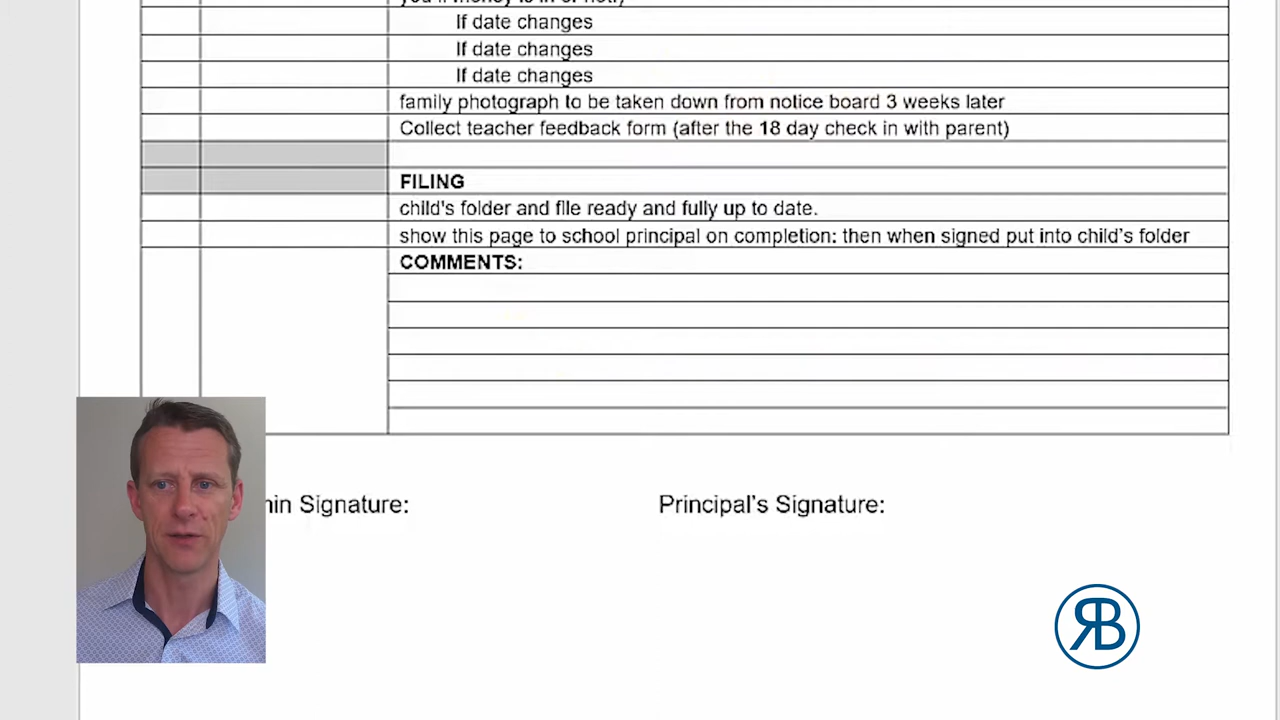 If date changes
If date changes
If date changes
family photograph to be taken down from notice board 3 weeks later
Collect teacher feedback form (after the 18 day check in with parent)
FILING
child's folder and file ready and fully up to date.
show this page to school principal on completion: then when signed put into child's folder
COMMENTS:
Signature: Principal's Signature:
RB